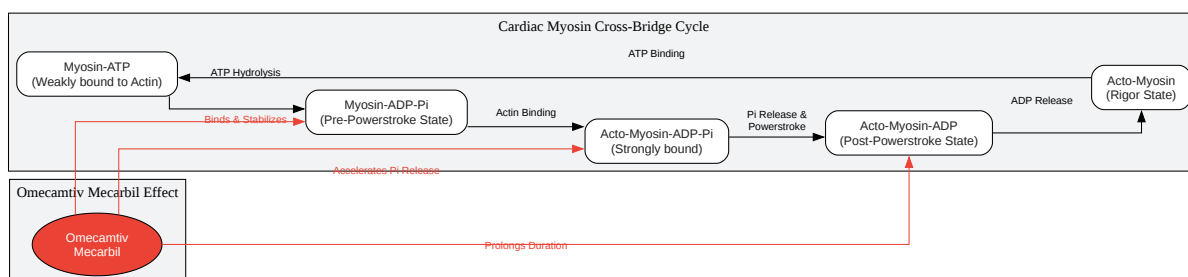 Cardiac Myosin Cross-Bridge Cycle
ATP Binding
Myosin-ATP
(Weakly bound to Actin)
ATP Hydrolysis
Acto-Myosin
(Rigor State)
Myosin-ADP-Pi
(Pre-Powerstroke State)
Actin Binding
Pi Release &
Powerstroke
Acto-Myosin-ADP
(Post-Powerstroke State)
ADP Release
Binds & Stabilizes
Acto-Myosin-ADP-Pi
(Strongly bound)
Accelerates Pi Release
Omecamtiv Mecarbil Effect
Omecamtiv
Mecarbil
Prolongs Duration